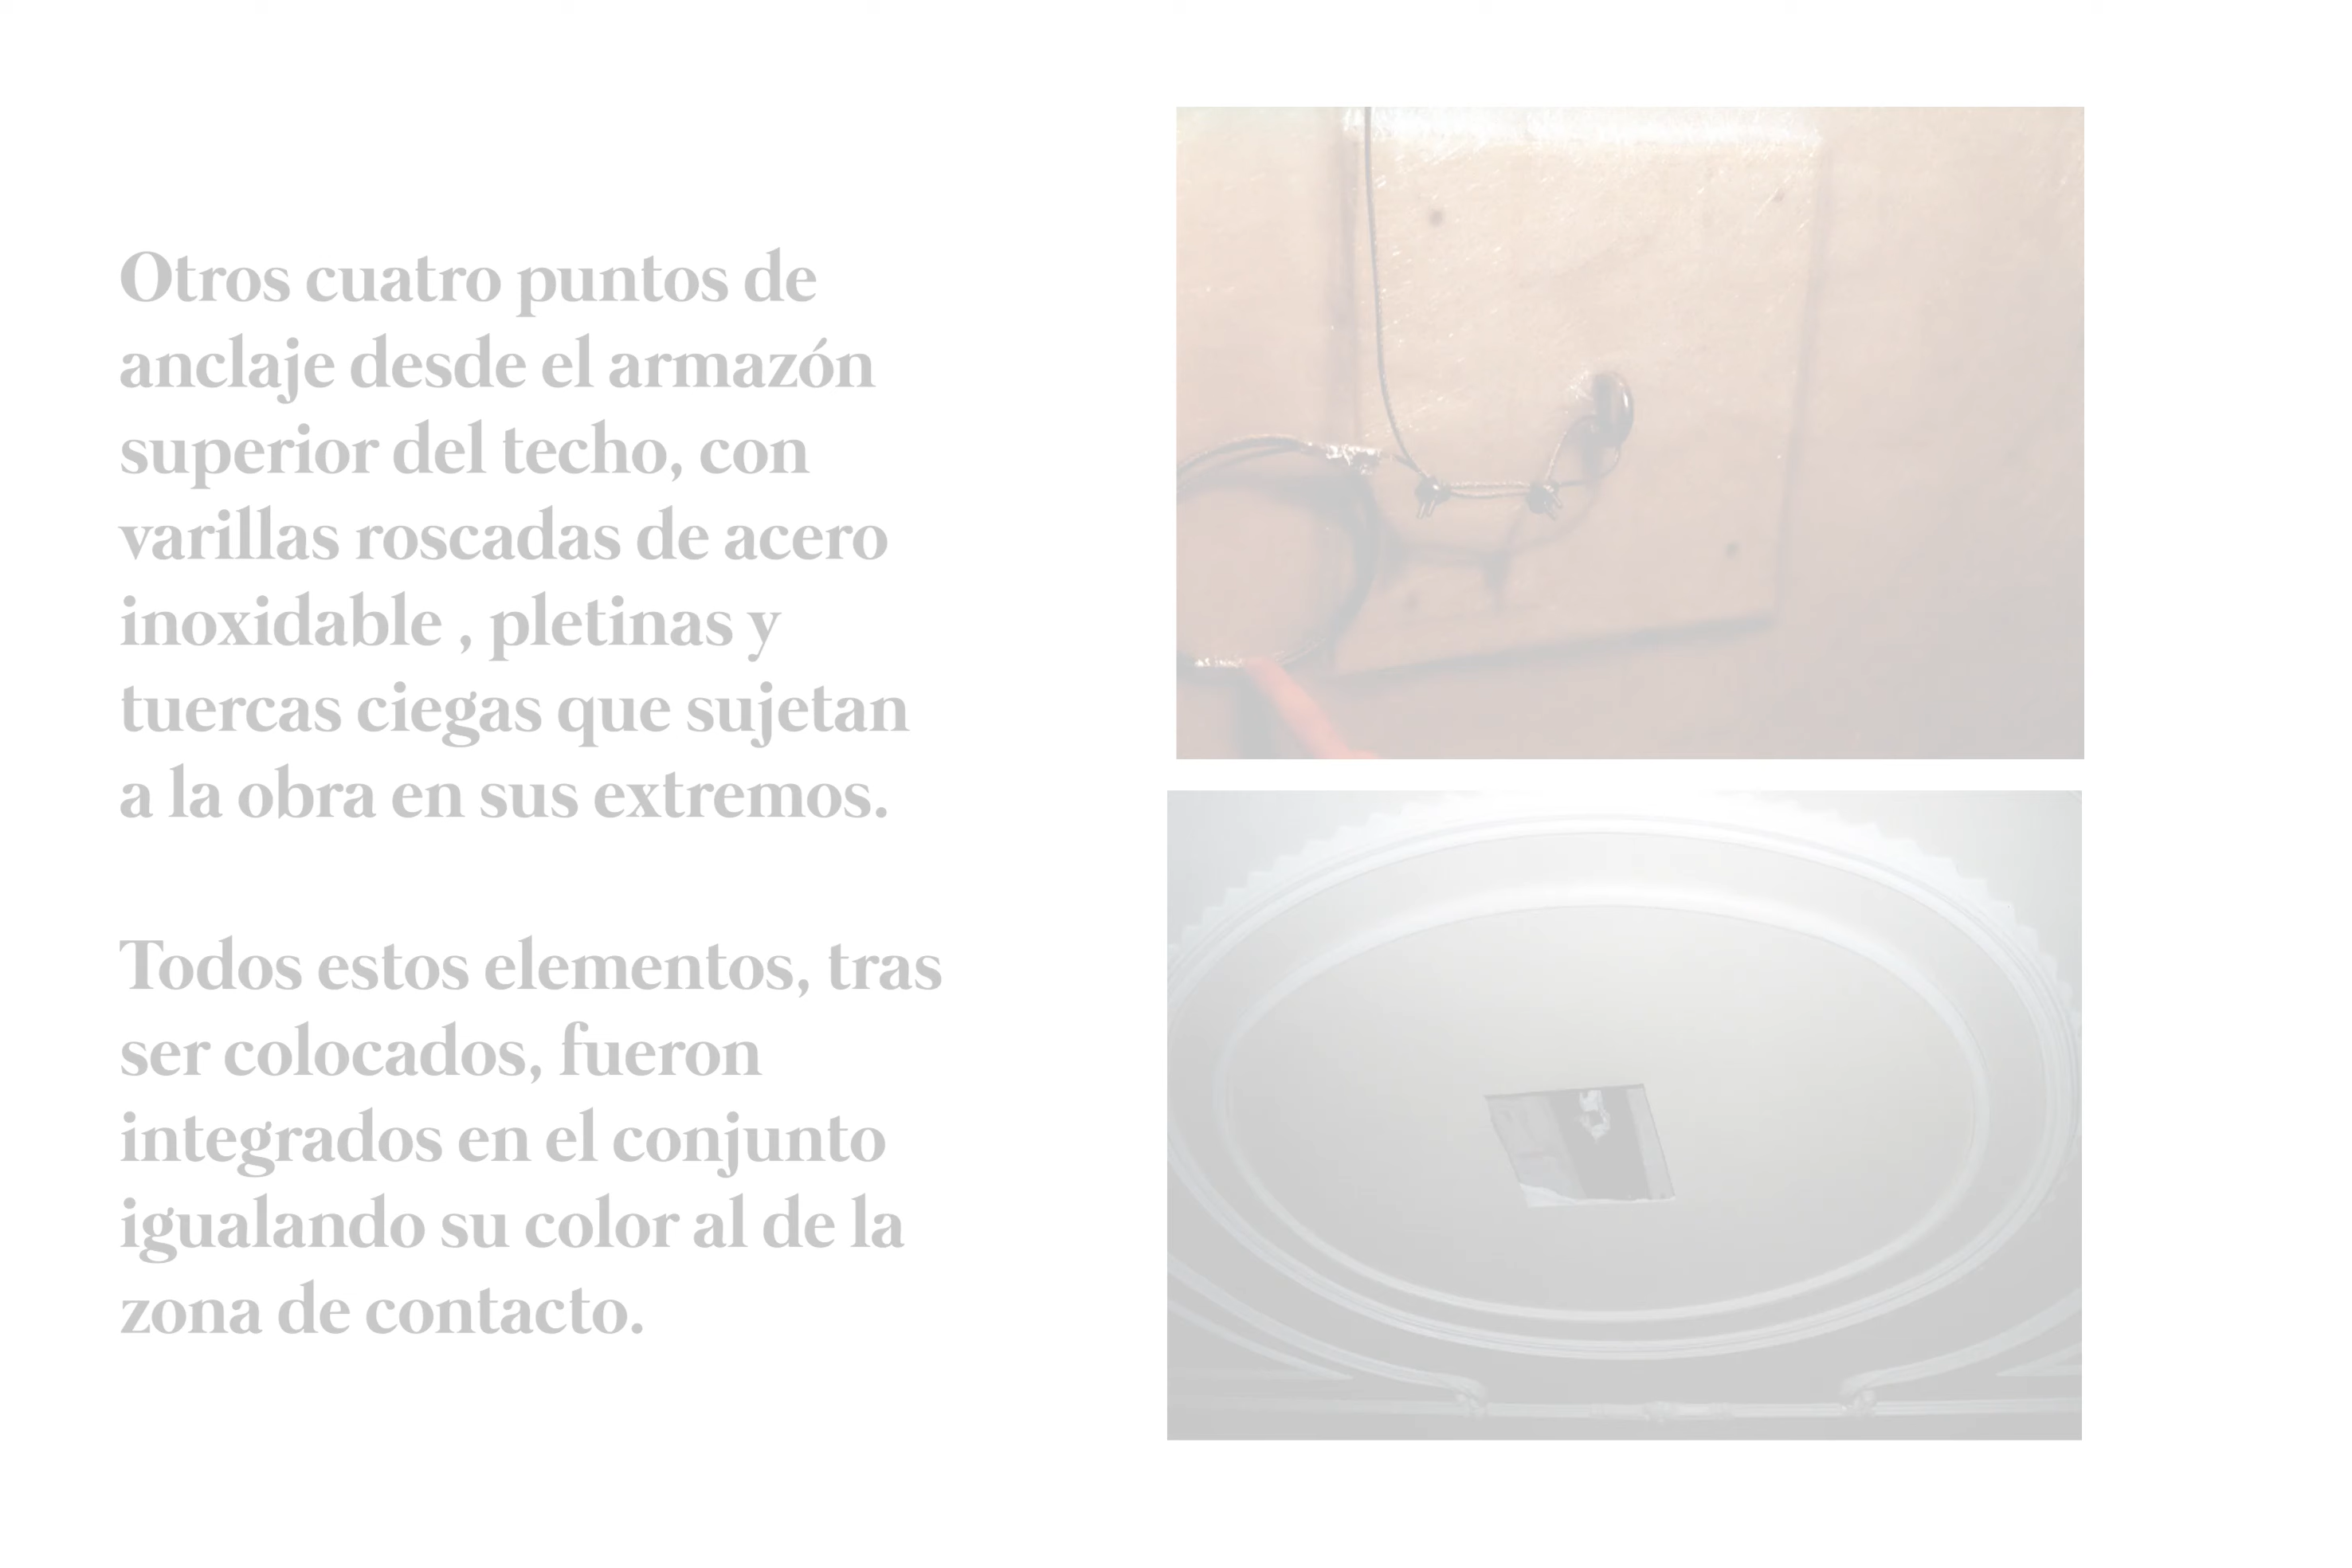 Otros cuatro puntos de
anclaje desde el armazón
superior del techo, con
varillas roscadas de acero
inoxidable , pletinas y
tuercas ciegas que sujetan
a la obra en sus extremos.
Todos estos elementos, tras
ser colocados, fueron
integrados en el conjunto
igualando su color al de la
zona de contacto.